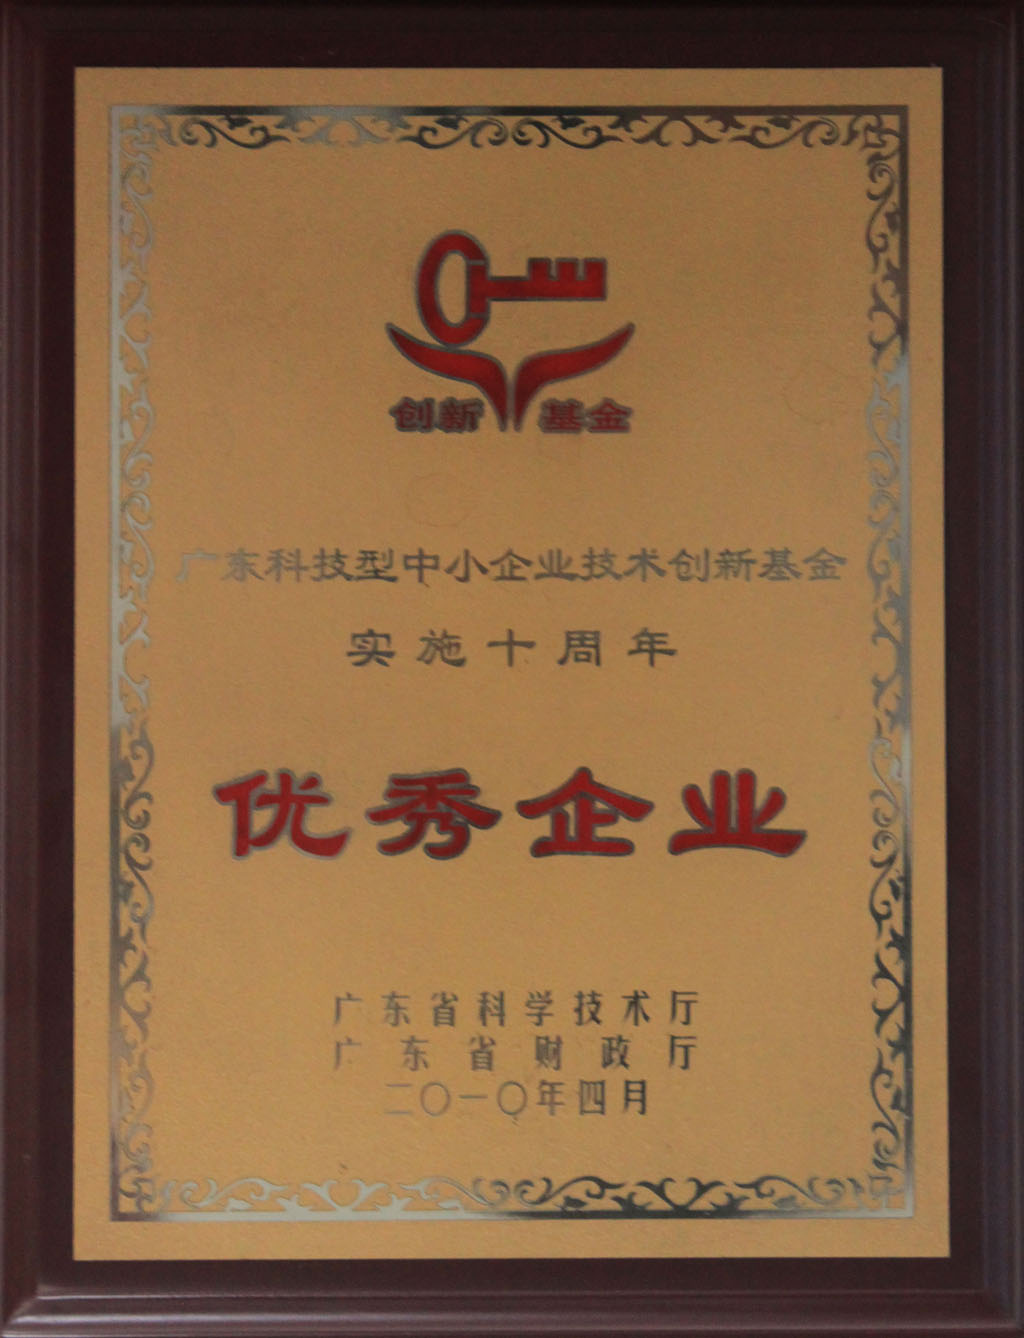 创新 基金
广东科技型中小企业技术创新基金
实施十周年
优秀企业
广东省科学技术厅
广东省财政厅
二〇一〇年四月